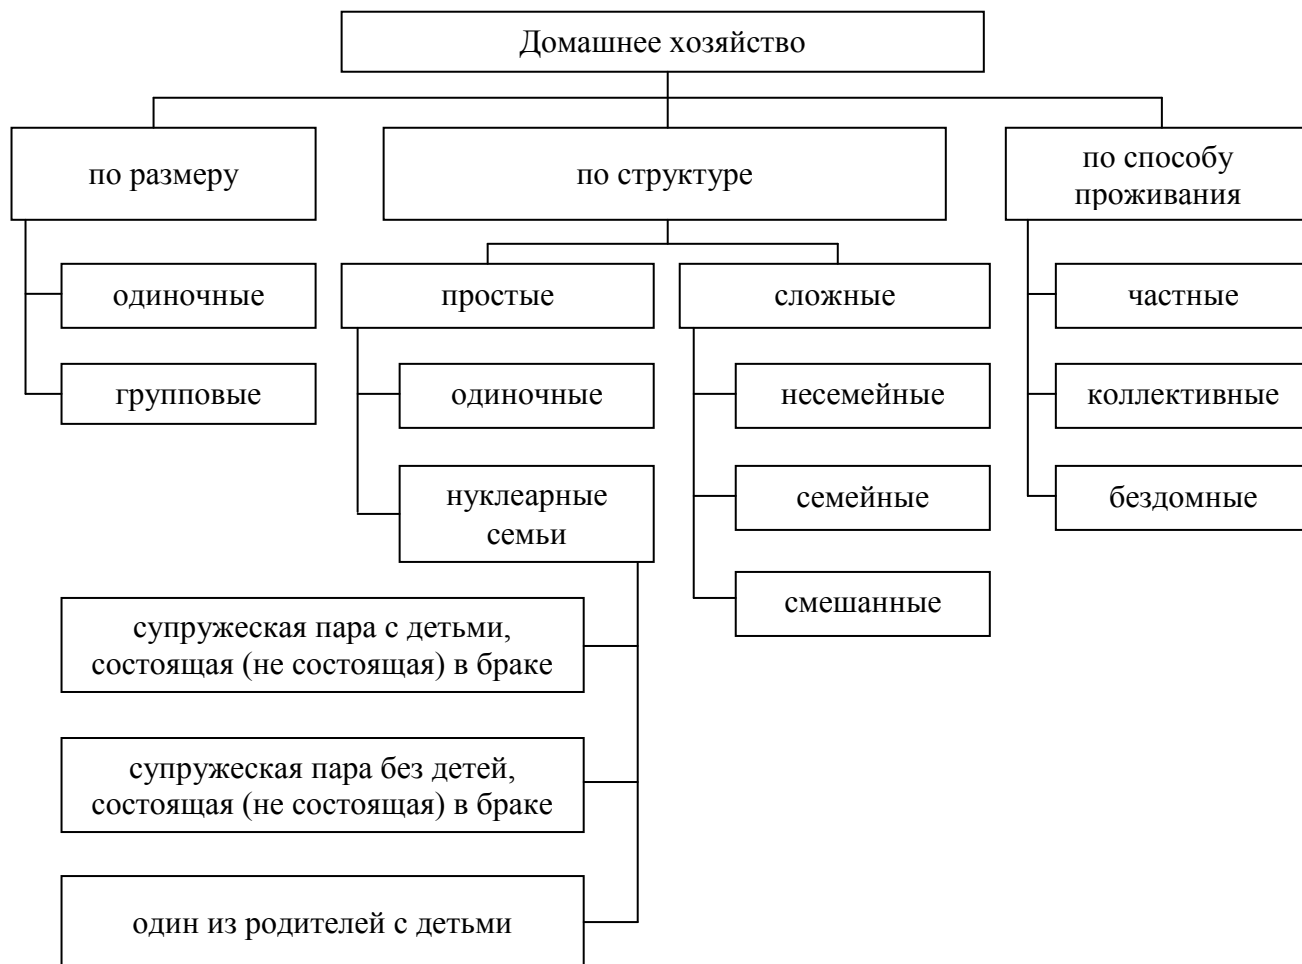 Домашнее хозяйство
по размеру
по структуре
по способу
проживания
одиночные
простые
сложные
частные
групповые
одиночные
несемейные
коллективные
нуклеарные
семьи
семейные
бездомные
смешанные
супружеская пара с детьми,
состоящая (не состоящая) в браке
супружеская пара без детей,
состоящая (не состоящая) в браке
один из родителей с детьми